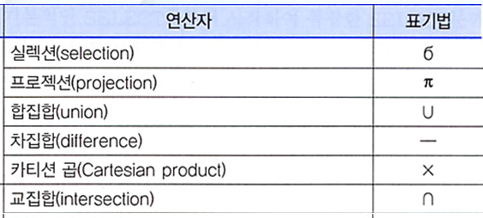 연산자 표기법
실렉션(selection) б
프로젝션(projection) π
합집합(union) ∪
차집합(difference) —
카티션 곱(Cartesian product) ×
교집합(intersection) ∩